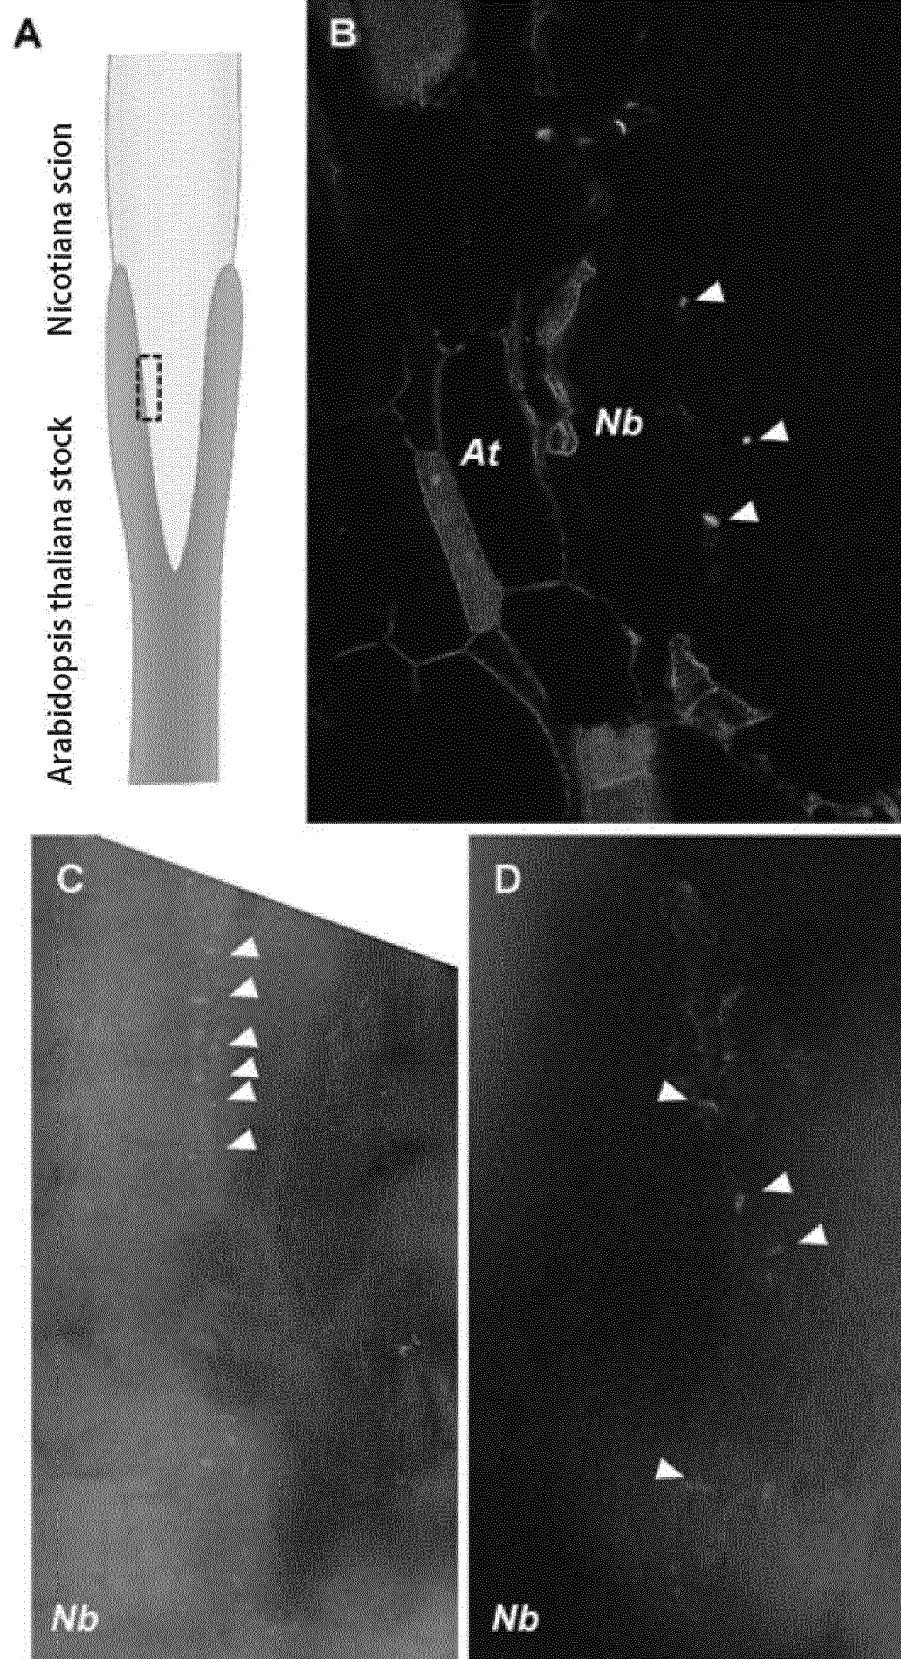 A
Nicotiana scion
Arabidopsis thaliana stock
B
At
Nb
C
Nb
D
Nb